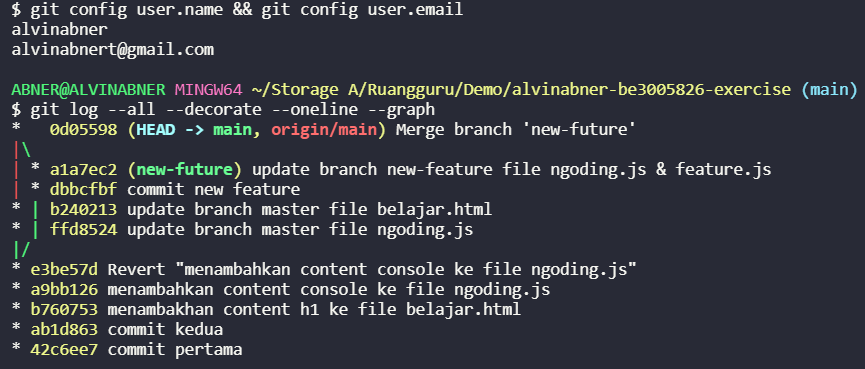 $ git config user.name && git config user.email
alvinabner
alvinabnert@gmail.com
ABNER@ALVINABNER MINGW64 ~/Storage A/Ruangguru/Demo/alvinabner-be3005826-exercise (main)
$ git log --all --decorate --oneline --graph
*   0d05598 (HEAD -> main, origin/main) Merge branch 'new-future'
|\
| * a1a7ec2 (new-future) update branch new-feature file ngoding.js & feature.js
| * dbbcfbf commit new feature
* | b240213 update branch master file belajar.html
* | ffd8524 update branch master file ngoding.js
|/
* e3be57d Revert "menambahkan content console ke file ngoding.js"
* a9bb126 menambahkan content console ke file ngoding.js
* b760753 menambakhan content h1 ke file belajar.html
* ab1d863 commit kedua
* 42c6ee7 commit pertama